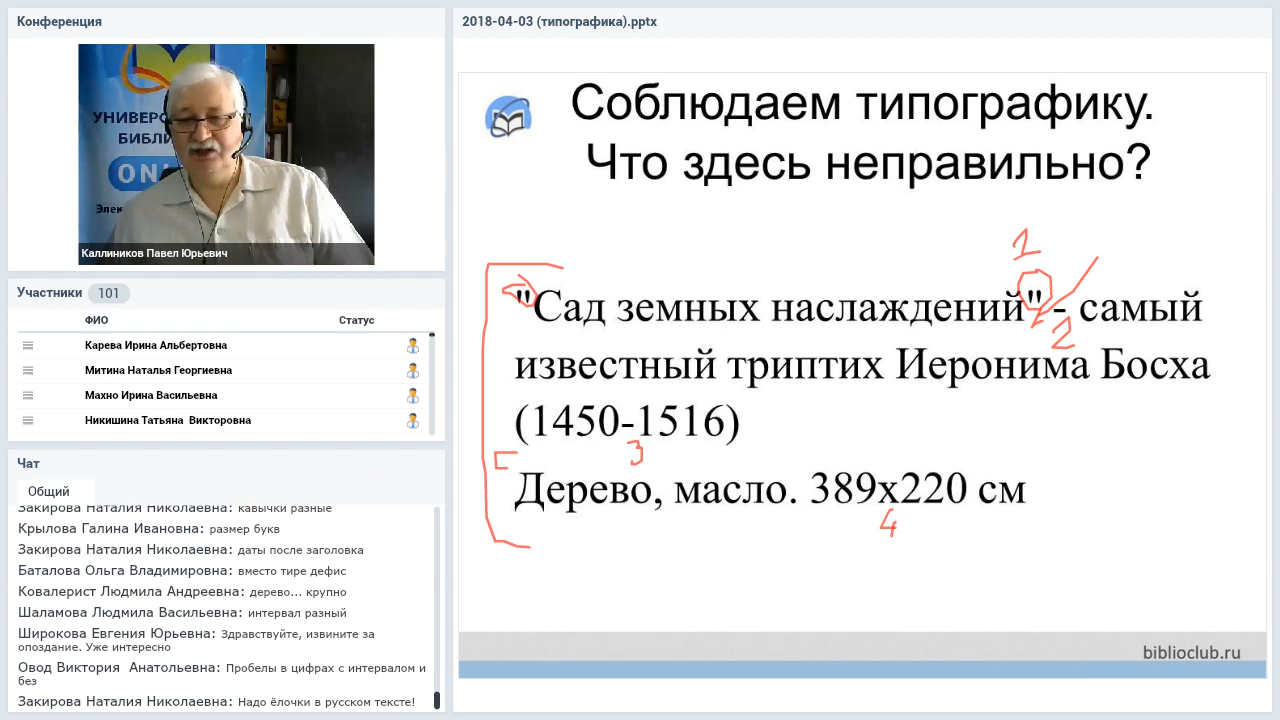 Конференция
УНИВЕР
БИБЛИ
ON
Элек
Каллиников Павел Юрьевич
Участники 101
ФИО Статус
Карева Ирина Альбертовна
Митина Наталья Георгиевна
Махно Ирина Васильевна
Никишина Татьяна Викторовна
Чат
Общий
Закирова Наталия Николаевна: кавычки разные
Крылова Галина Ивановна: размер букв
Закирова Наталия Николаевна: даты после заголовка
Баталова Ольга Владимировна: вместо тире дефис
Ковалерист Людмила Андреевна: дерево... крупно
Шаламова Людмила Васильевна: интервал разный
Широкова Евгения Юрьевна: Здравствуйте, извините за
опоздание. Уже интересно
Овод Виктория Анатольевна: Пробелы в цифрах с интервалом и
без
Закирова Наталия Николаевна: Надо ёлочки в русском тексте!
2018-04-03 (типографика).pptx
Соблюдаем типографику.
Что здесь неправильно?
1
"Сад земных наслаждений" - самый
2
известный триптих Иеронима Босха
(1450-1516)
3
Дерево, масло. 389х220 см
4
biblioclub.ru